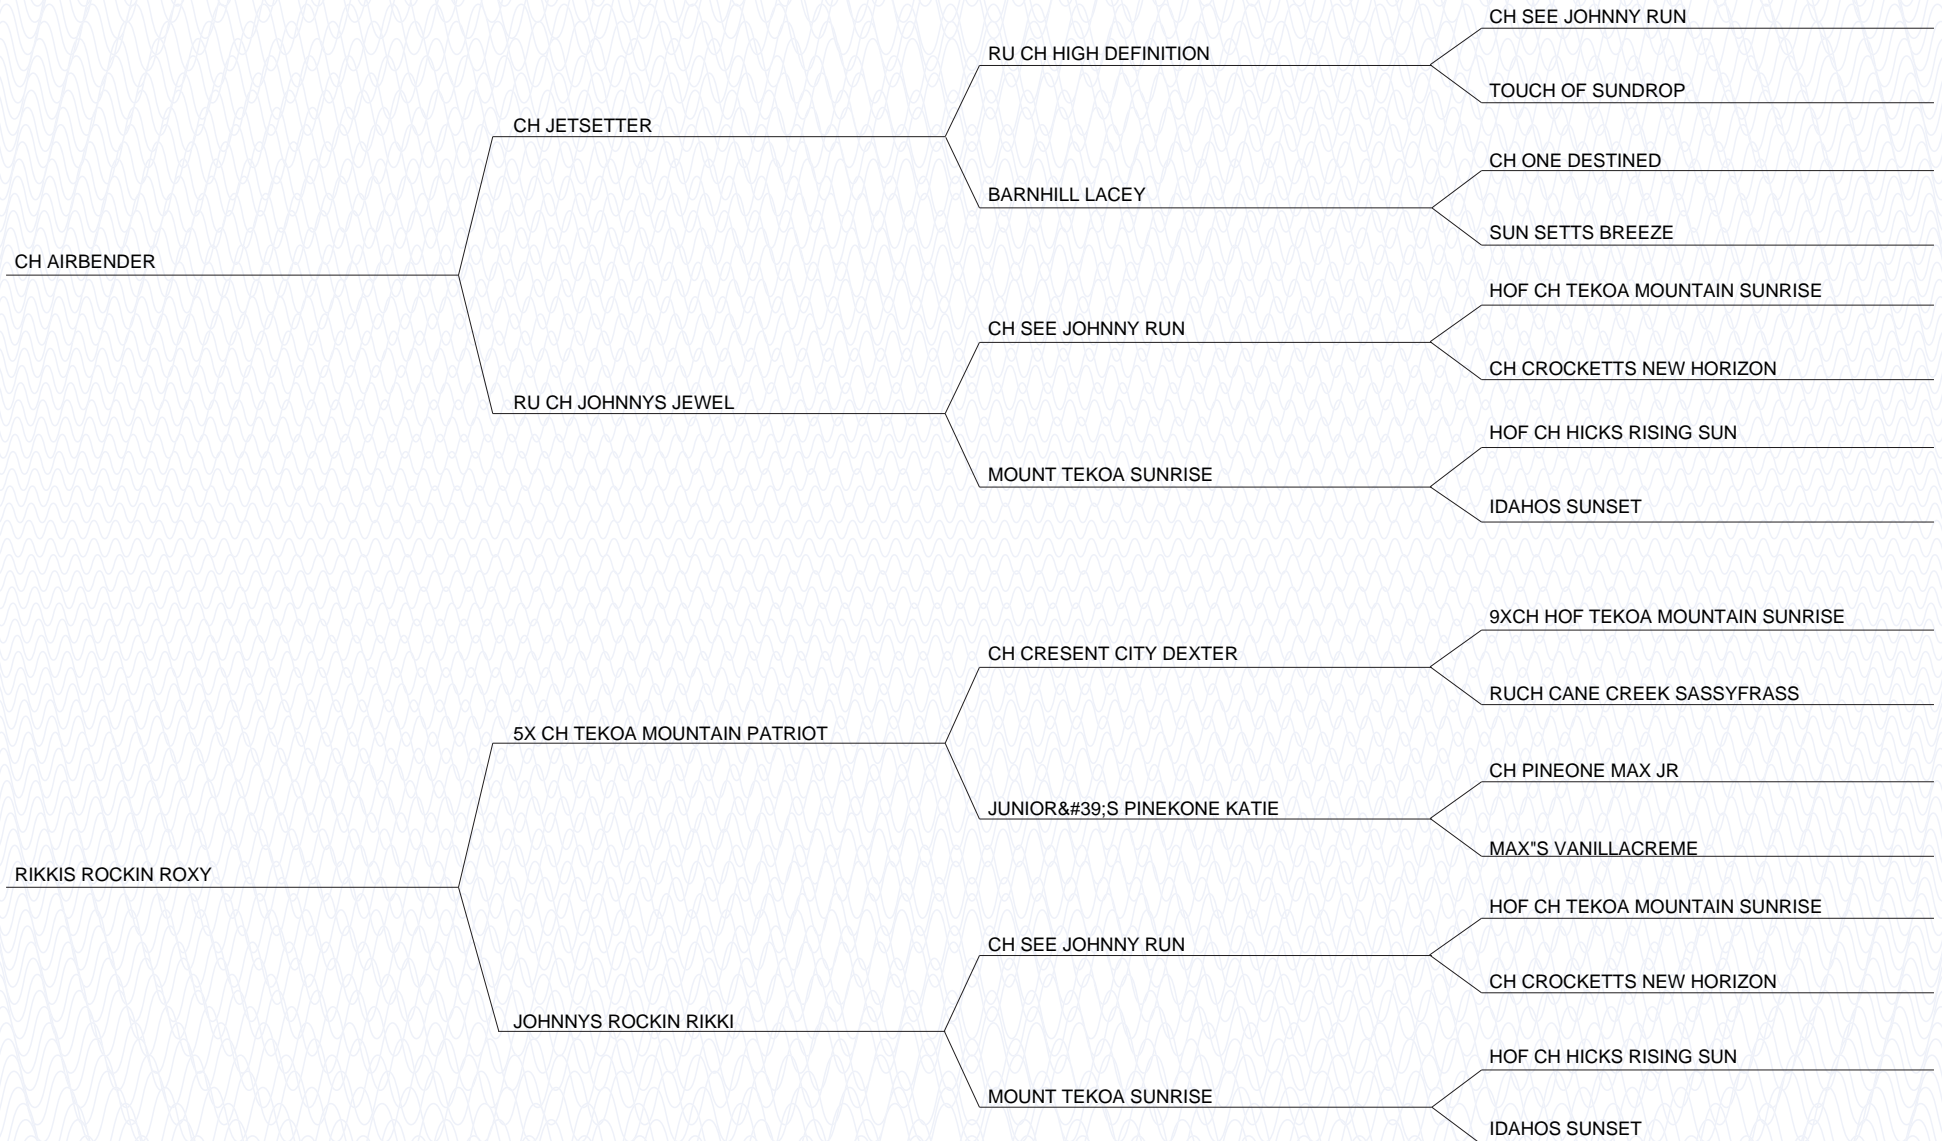 CH SEE JOHNNY RUN
RU CH HIGH DEFINITION
TOUCH OF SUNDROP
CH JETSETTER
CH ONE DESTINED
BARNHILL LACEY
SUN SETTS BREEZE
CH AIRBENDER
HOF CH TEKOA MOUNTAIN SUNRISE
CH SEE JOHNNY RUN
CH CROCKETTS NEW HORIZON
RU CH JOHNNYS JEWEL
HOF CH HICKS RISING SUN
MOUNT TEKOA SUNRISE
IDAHOS SUNSET
9XCH HOF TEKOA MOUNTAIN SUNRISE
CH CRESENT CITY DEXTER
RUCH CANE CREEK SASSYFRASS
5X CH TEKOA MOUNTAIN PATRIOT
CH PINEONE MAX JR
JUNIOR&#39;S PINEKONE KATIE
MAX"S VANILLACREME
RIKKIS ROCKIN ROXY
HOF CH TEKOA MOUNTAIN SUNRISE
CH SEE JOHNNY RUN
CH CROCKETTS NEW HORIZON
JOHNNYS ROCKIN RIKKI
HOF CH HICKS RISING SUN
MOUNT TEKOA SUNRISE
IDAHOS SUNSET